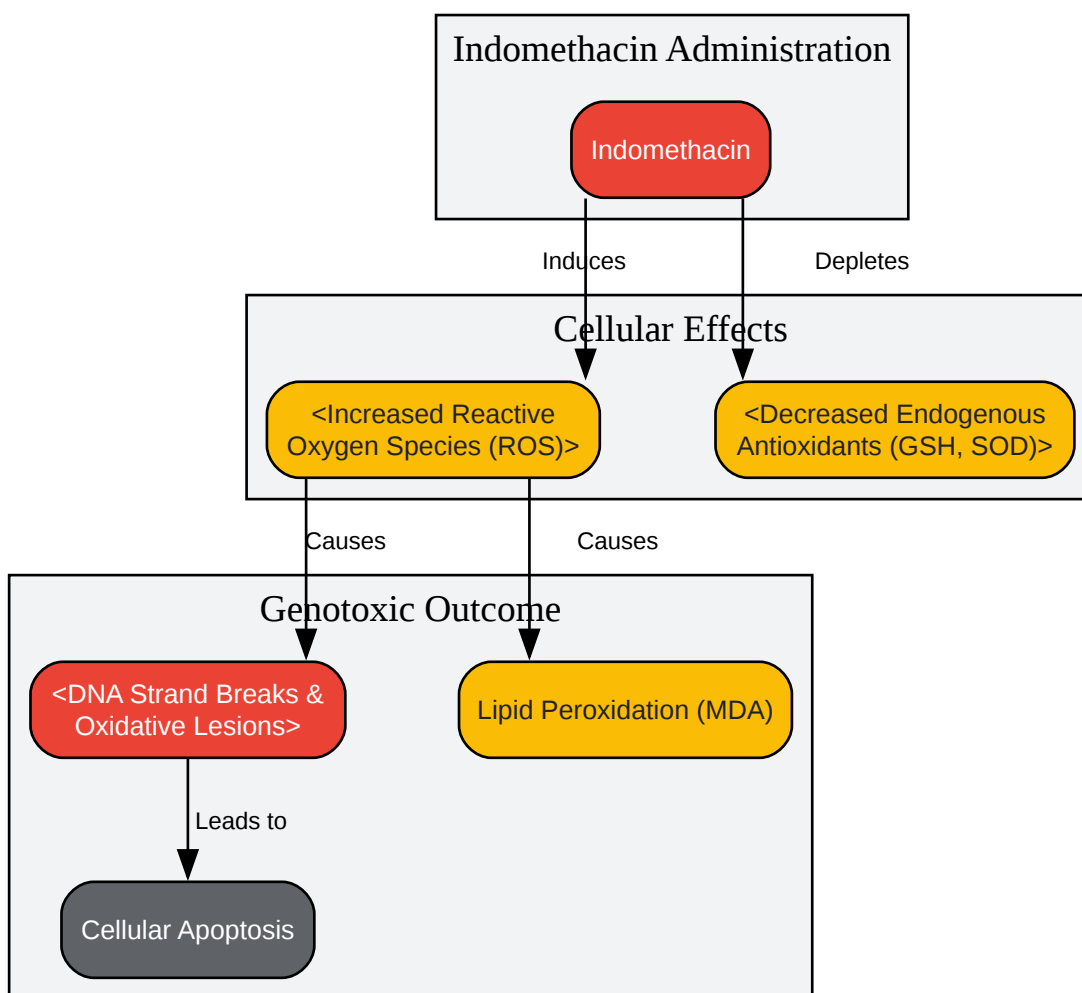 Indomethacin Administration
Indomethacin
Induces
Depletes
Cellular Effects
<Increased Reactive
Oxygen Species (ROS)>
<Decreased Endogenous
Antioxidants (GSH, SOD)>
Causes
Causes
Genotoxic Outcome
<DNA Strand Breaks &
Oxidative Lesions>
Lipid Peroxidation (MDA)
Leads to
Cellular Apoptosis